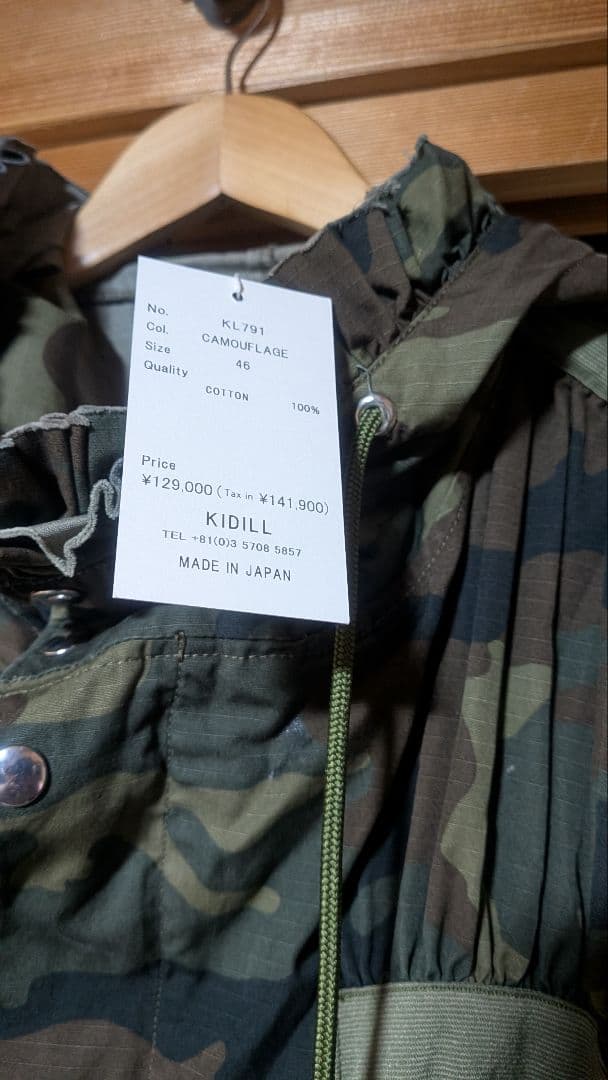 No. KL791
Col. CAMOUFLAGE
Size 46
Quality
COTTON 100%
Price
¥129,000 (Tax in ¥141,900)
KIDILL
TEL +81(0)3 5708 5857
MADE IN JAPAN